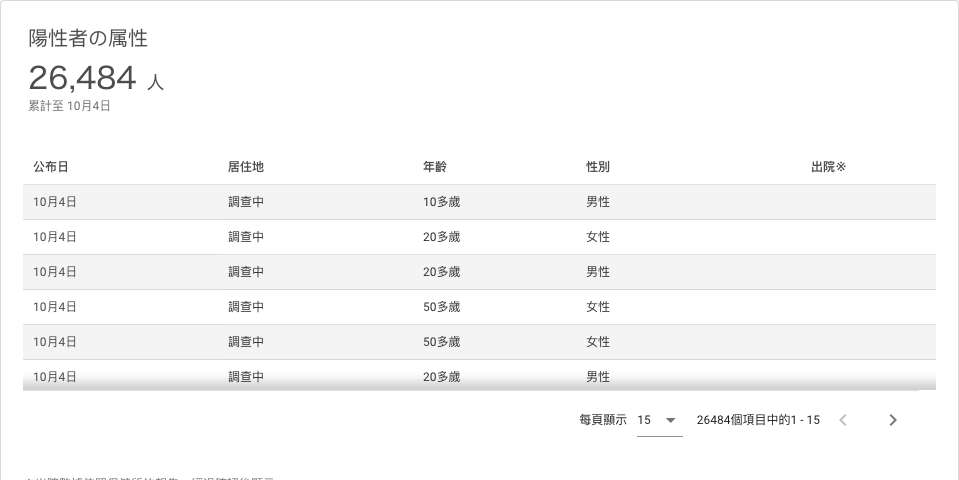 陽性者の属性
26,484 人
累計至 10月4日
公布日 居住地 年齡 性別 出院※
10月4日 調查中 10多歲 男性
10月4日 調查中 20多歲 女性
10月4日 調查中 20多歲 男性
10月4日 調查中 50多歲 女性
10月4日 調查中 50多歲 女性
10月4日 調查中 20多歲 男性
每頁顯示 15 26484個項目中的1 - 15